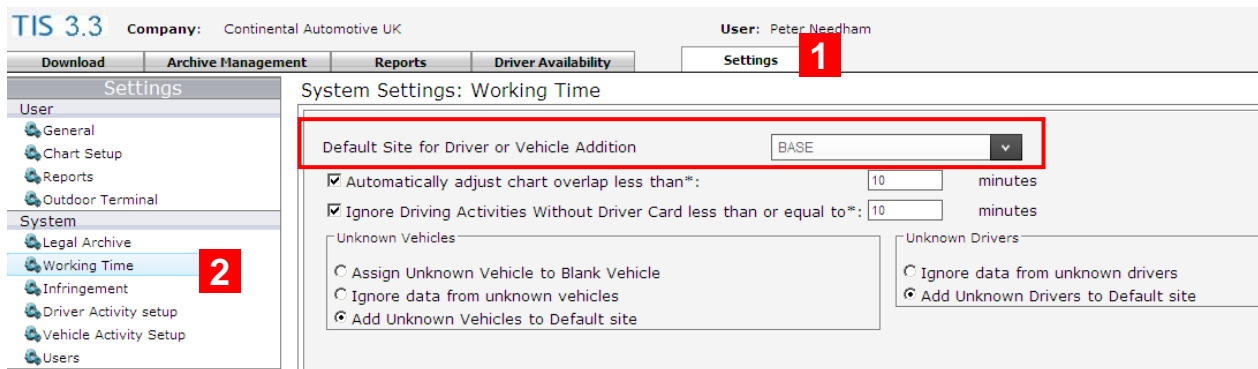 TIS 3.3 Company: Continental Automotive UK User: Peter Needham
Download Archive Management Reports Driver Availability Settings 1
Settings
User
General
Chart Setup
Reports
Outdoor Terminal
System
Legal Archive
Working Time 2
Infringement
Driver Activity setup
Vehicle Activity Setup
Users
System Settings: Working Time
Default Site for Driver or Vehicle Addition BASE
Automatically adjust chart overlap less than*: 10 minutes
Ignore Driving Activities Without Driver Card less than or equal to*: 10 minutes
Unknown Vehicles
Assign Unknown Vehicle to Blank Vehicle
Ignore data from unknown vehicles
Add Unknown Vehicles to Default site
Unknown Drivers
Ignore data from unknown drivers
Add Unknown Drivers to Default site